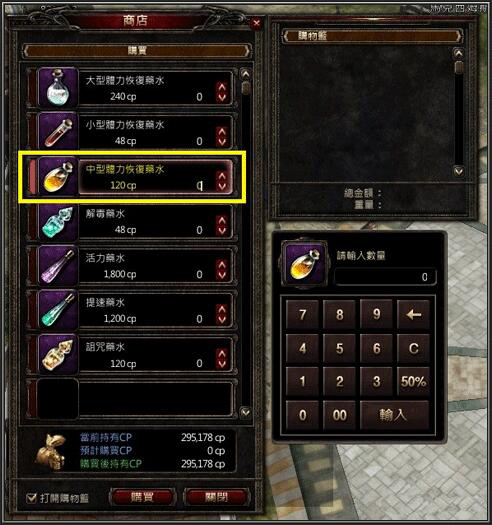 商店
購買
大型體力恢復藥水
240 cp 0
小型體力恢復藥水
48 cp 0
中型體力恢復藥水
120 cp 0
解毒藥水
48 cp 0
活力藥水
1,800 cp 0
提速藥水
1,200 cp 0
詛咒藥水
120 cp 0
當前持有CP 295,178 cp
預計購買CP 0 cp
購買後持有CP 295,178 cp
打開購物籃
購買 關閉
購物籃
總金額：
重量：
請輸入數量
0
7 8 9 ←
4 5 6 C
1 2 3 50%
0 00 輸入